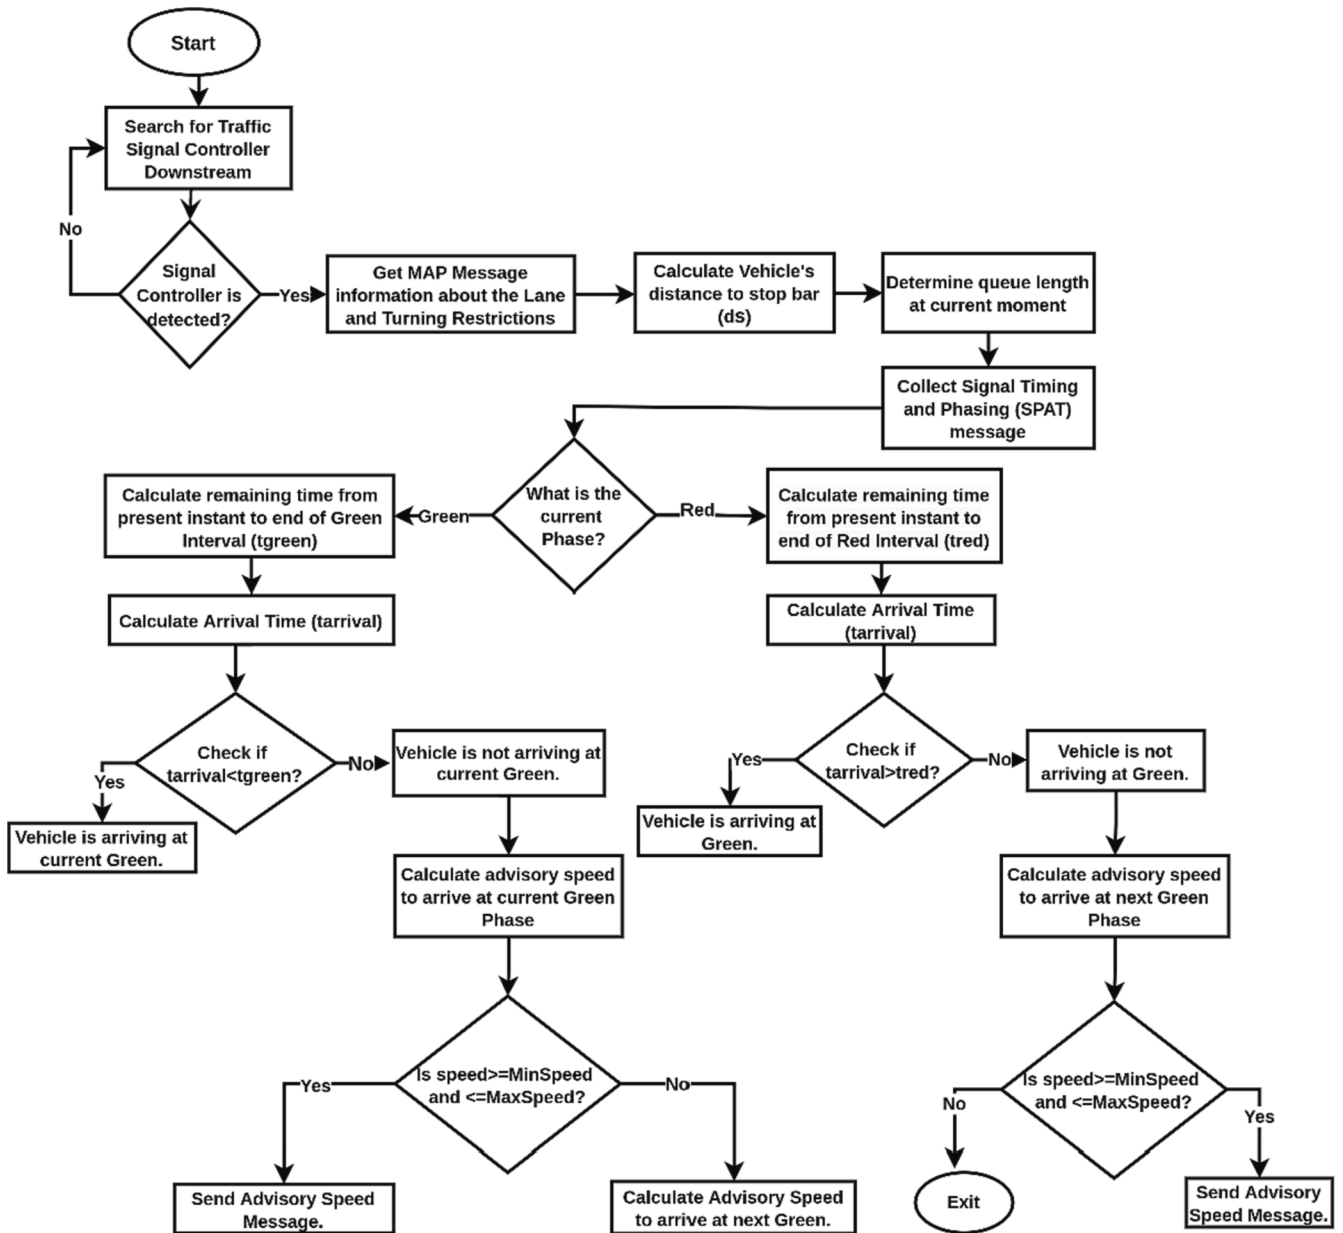 Start
Search for Traffic
Signal Controller
Downstream
No
Signal
Controller is
detected?
Yes
Get MAP Message
information about the Lane
and Turning Restrictions
Calculate Vehicle's
distance to stop bar
(ds)
Determine queue length
at current moment
Collect Signal Timing
and Phasing (SPAT)
message
What is the
current
Phase?
Green
Red
Calculate remaining time from
present instant to end of Green
Interval (tgreen)
Calculate Arrival Time (tarrival)
Check if
tarrival<tgreen?
Yes
No
Vehicle is arriving at
current Green.
Vehicle is not arriving at
current Green.
Calculate advisory speed
to arrive at current Green
Phase
Is speed>=MinSpeed
and <=MaxSpeed?
Yes
No
Send Advisory Speed
Message.
Calculate Advisory Speed
to arrive at next Green.
Calculate remaining time
from present instant to
end of Red Interval (tred)
Calculate Arrival Time
(tarrival)
Check if
tarrival>tred?
Yes
No
Vehicle is arriving at
Green.
Vehicle is not
arriving at Green.
Calculate advisory speed
to arrive at next Green
Phase
Is speed>=MinSpeed
and <=MaxSpeed?
No
Yes
Exit
Send Advisory
Speed Message.